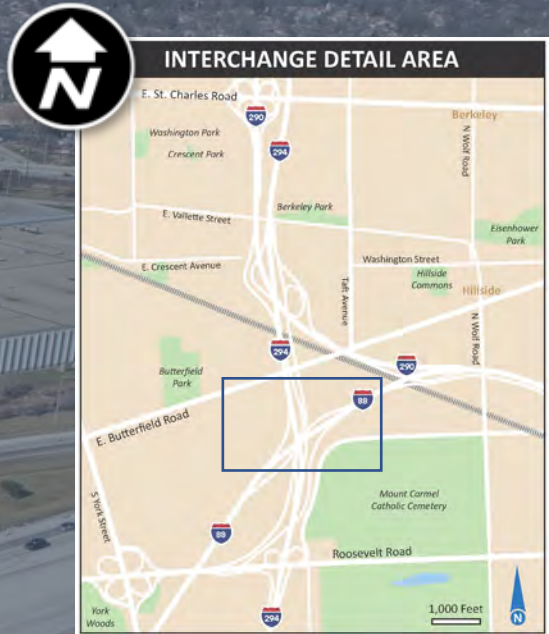 N
INTERCHANGE DETAIL AREA
E. St. Charles Road
290
Berkeley
Washington Park
Crescent Park
294
N Wolf Road
Berkeley Park
E. Vallette Street
Eisenhower
Park
E. Crescent Avenue
Washington Street
Hillside
Commons
Taft Avenue
Hillside
N Wolf Road
294
290
Butterfield
Park
88
E. Butterfield Road
Mount Carmel
Catholic Cemetery
S York Street
88
Roosevelt Road
York
Woods
294
1,000 Feet
N